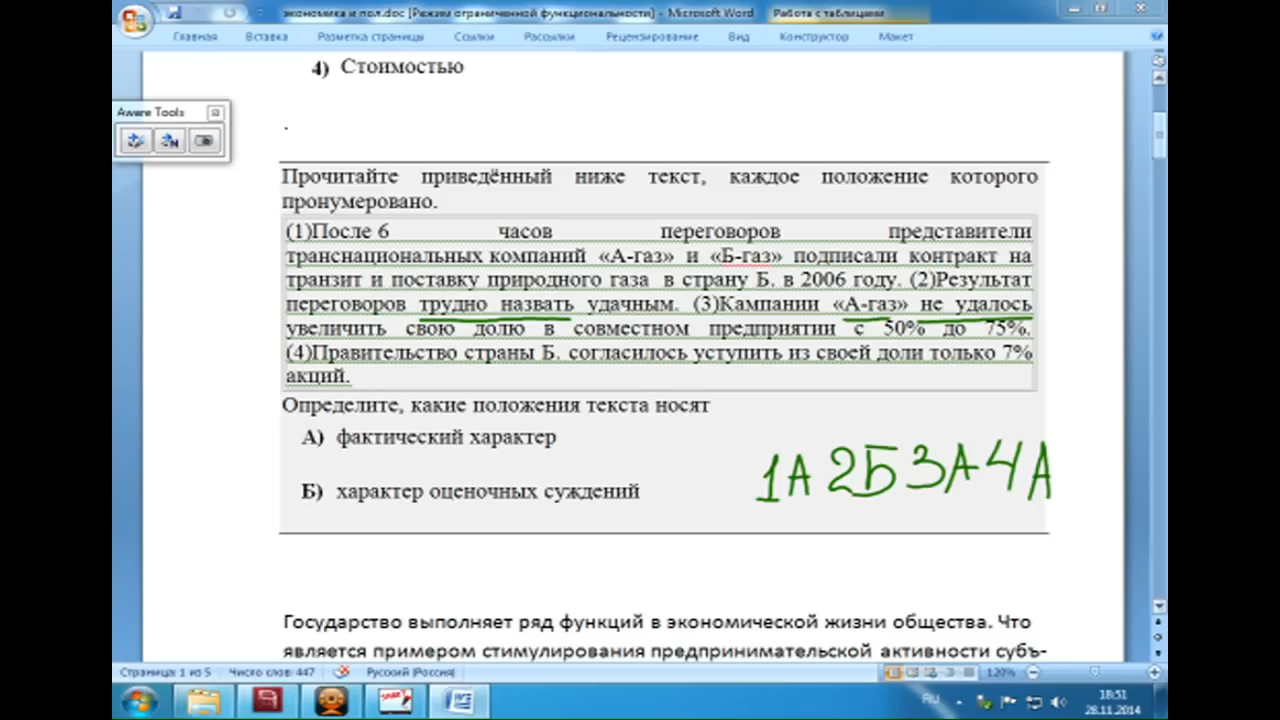 экономика и пол.doc [Режим ограниченной функциональности] - Microsoft Word Работа с таблицами
Главная Вставка Разметка страницы Ссылки Рассылки Рецензирование Вид Конструктор Макет
4) Стоимостью
Aware Tools
.
Прочитайте приведённый ниже текст, каждое положение которого
пронумеровано.
(1)После 6 часов переговоров представители
транснациональных компаний «А-газ» и «Б-газ» подписали контракт на
транзит и поставку природного газа в страну Б. в 2006 году. (2)Результат
переговоров трудно назвать удачным. (3)Кампании «А-газ» не удалось
увеличить свою долю в совместном предприятии с 50% до 75%.
(4)Правительство страны Б. согласилось уступить из своей доли только 7%
акций.
Определите, какие положения текста носят
А) фактический характер
Б) характер оценочных суждений
1А 2Б 3А 4А
Государство выполняет ряд функций в экономической жизни общества. Что
является примером стимулирования предпринимательской активности субъ-
Страница: 1 из 5 Число слов: 447 Русский (Россия) 120%
RU 18:51
28.11.2014